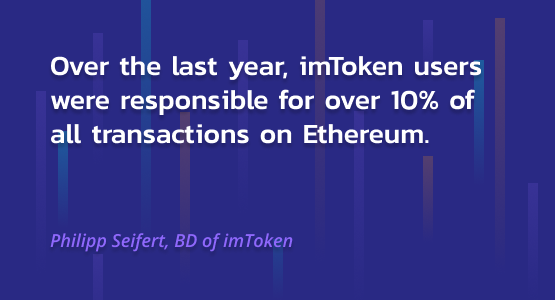 Over the last year, imToken users
were responsible for over 10% of
all transactions on Ethereum.
Philipp Seifert, BD of imToken